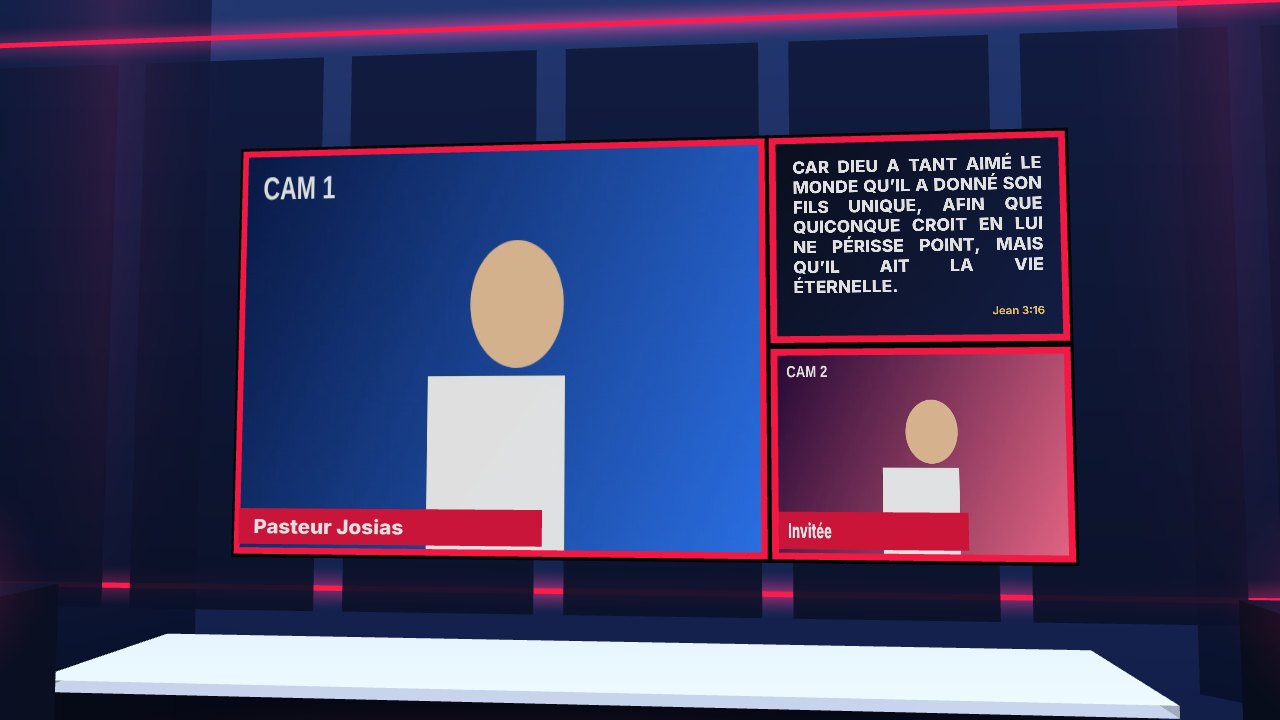 CAM 1
Pasteur Josias
CAR DIEU A TANT AIMÉ LE
MONDE QU'IL A DONNÉ SON
FILS UNIQUE, AFIN QUE
QUICONQUE CROIT EN LUI
NE PÉRISSE POINT, MAIS
QU'IL AIT LA VIE
ÉTERNELLE.
Jean 3:16
CAM 2
Invitée